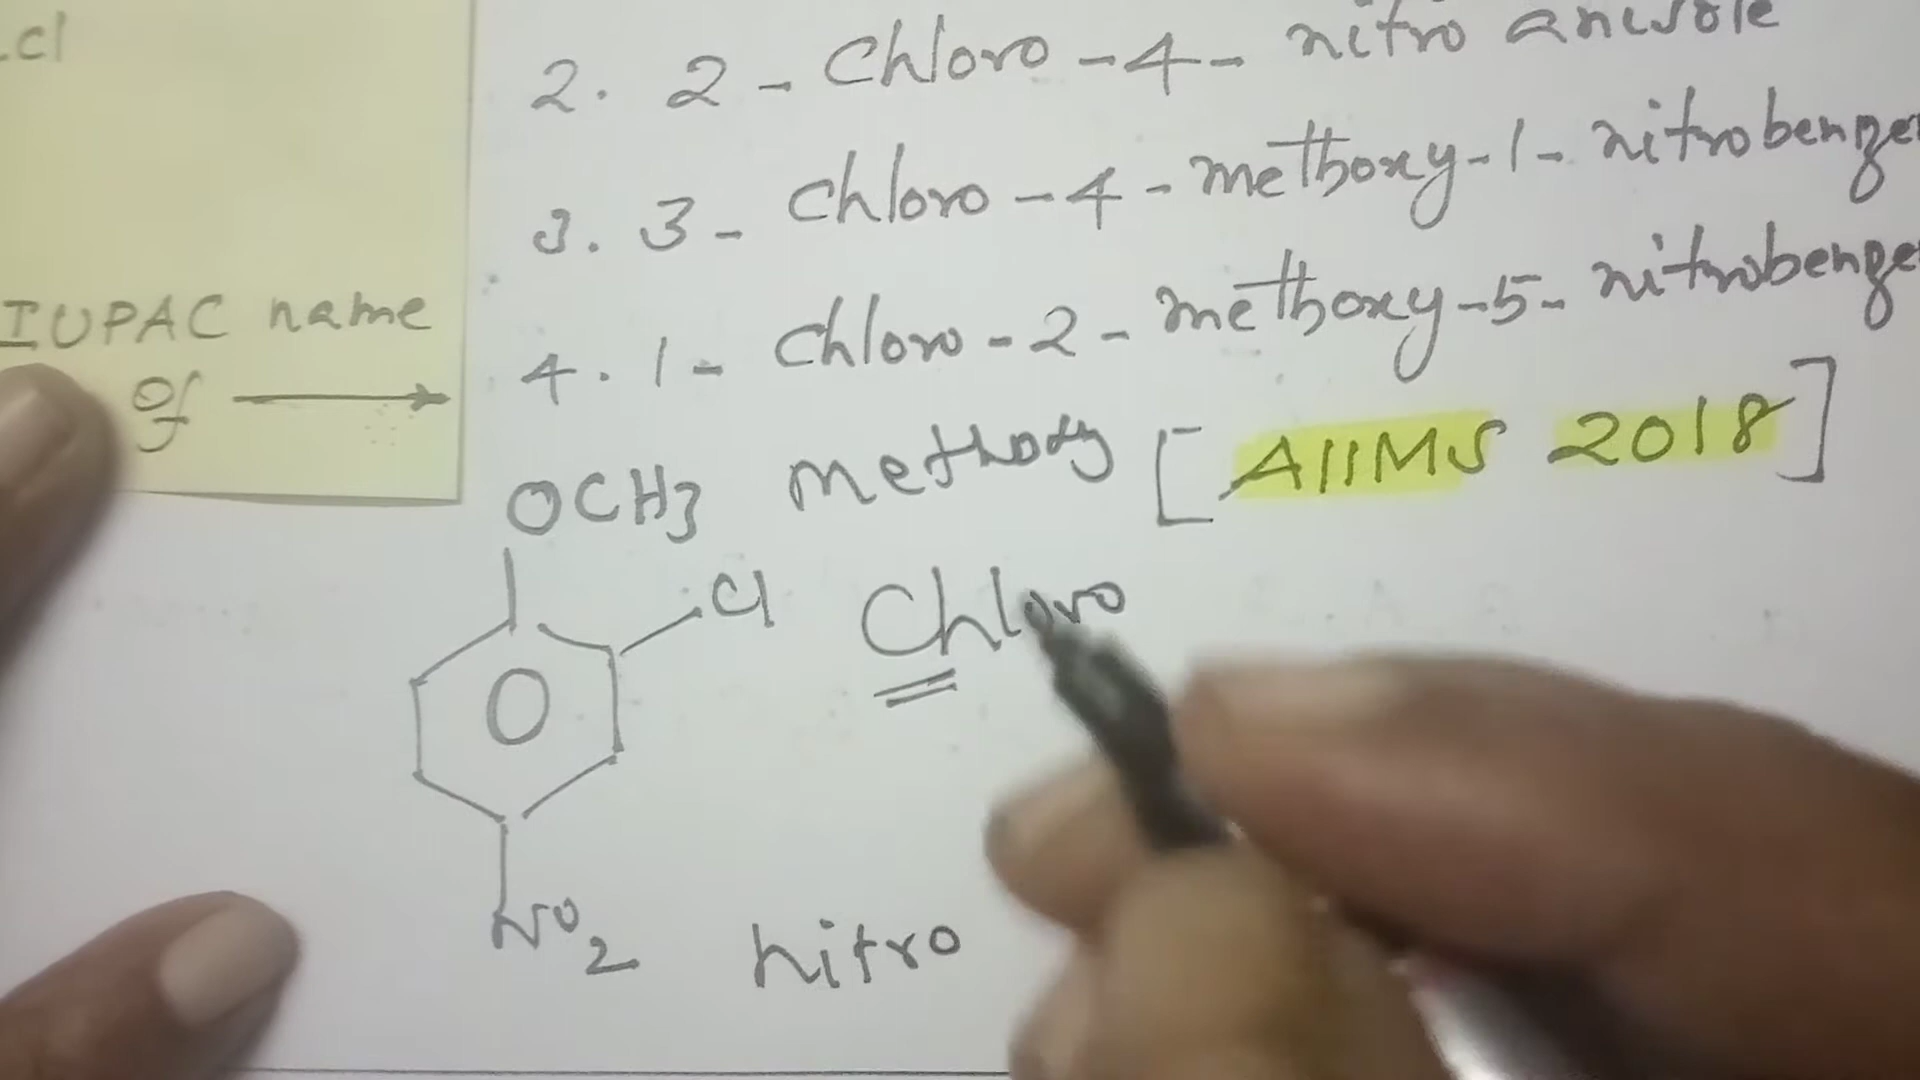 cl
2. 2 - Chloro - 4 - nitro anisole
3. 3 - Chloro - 4 - methoxy - 1 - nitrobenze
IUPAC name
of
4. 1 - Chloro - 2 - methoxy - 5 - nitrobenze
methoxy [AIIMS 2018]
OCH3
Cl Chloro
NO2 nitro